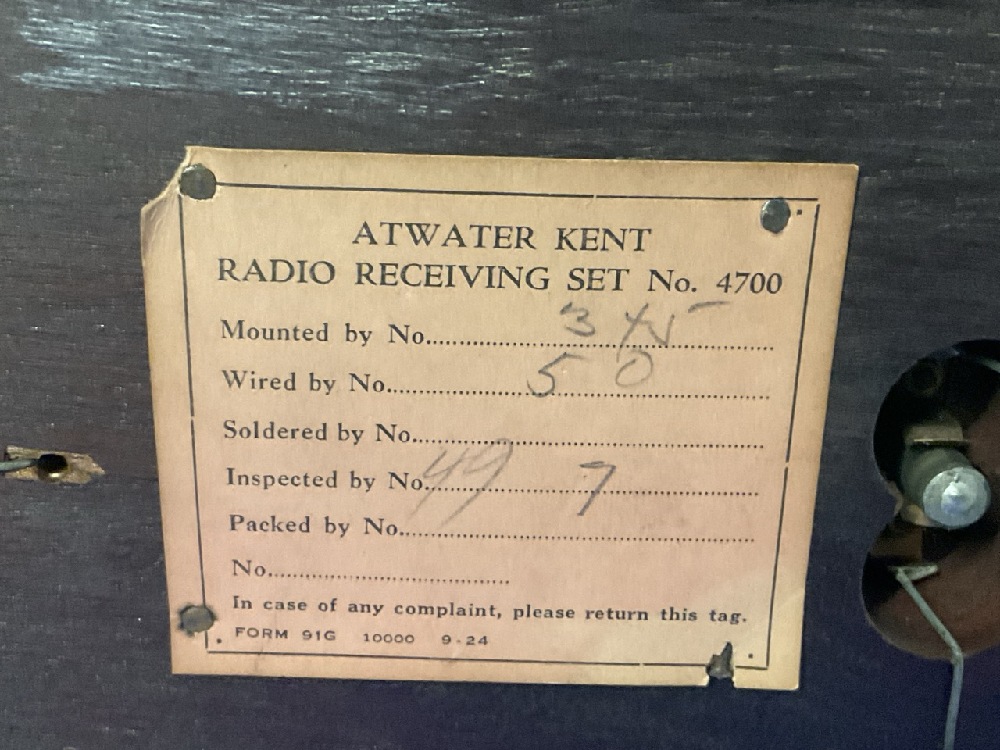 ATWATER KENT
RADIO RECEIVING SET No. 4700
Mounted by No. 3
Wired by No. 50
Soldered by No.
Inspected by No. 49 7
Packed by No.
No.
In case of any complaint, please return this tag.
FORM 91G 10000 9-24